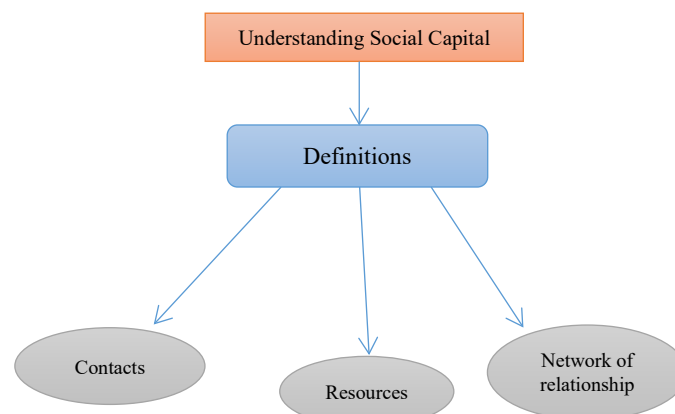 Understanding Social Capital
Definitions
Contacts
Resources
Network of
relationship